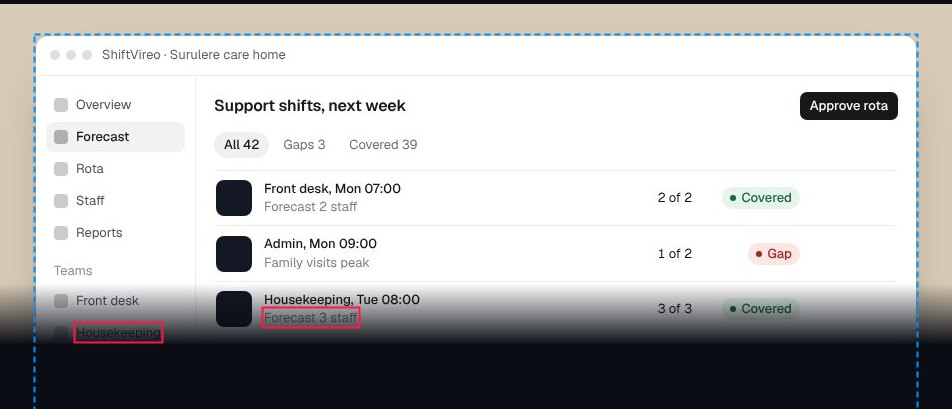 ShiftVireo · Surulere care home
Overview
Forecast
Rota
Staff
Reports
Teams
Front desk
Housekeeping
Support shifts, next week
Approve rota
All 42
Gaps 3
Covered 39
Front desk, Mon 07:00
Forecast 2 staff
2 of 2
Covered
Admin, Mon 09:00
Family visits peak
1 of 2
Gap
Housekeeping, Tue 08:00
Forecast 3 staff
3 of 3
Covered